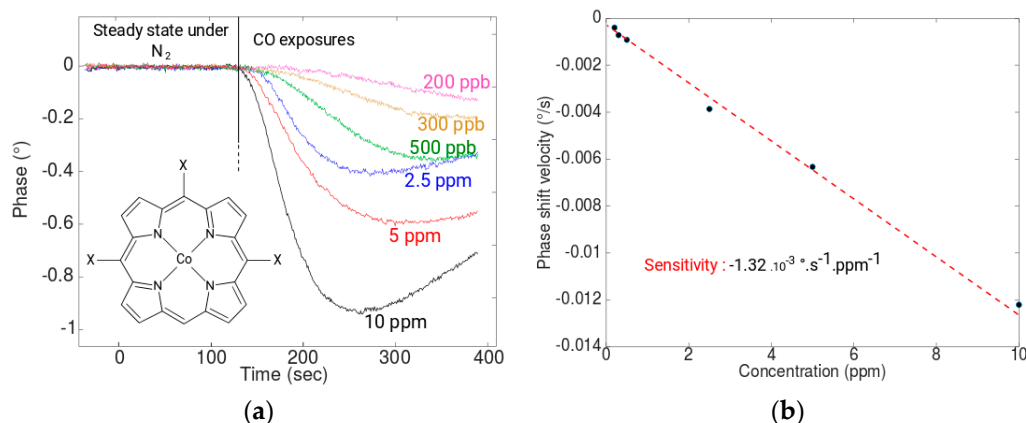 Steady state under
N2
CO exposures
0
-0.2
-0.4
-0.6
-0.8
-1
Phase (°)
200 ppb
300 ppb
500 ppb
2.5 ppm
5 ppm
10 ppm
X
X
X
N
N
N
N
Co
0
100
200
300
400
Time (sec)
(a)
0
-0.002
-0.004
-0.006
-0.008
-0.01
-0.012
-0.014
Phase shift velocity (°/s)
Sensitivity : -1.32 .10-3 °.s-1.ppm-1
0
2
4
6
8
10
Concentration (ppm)
(b)